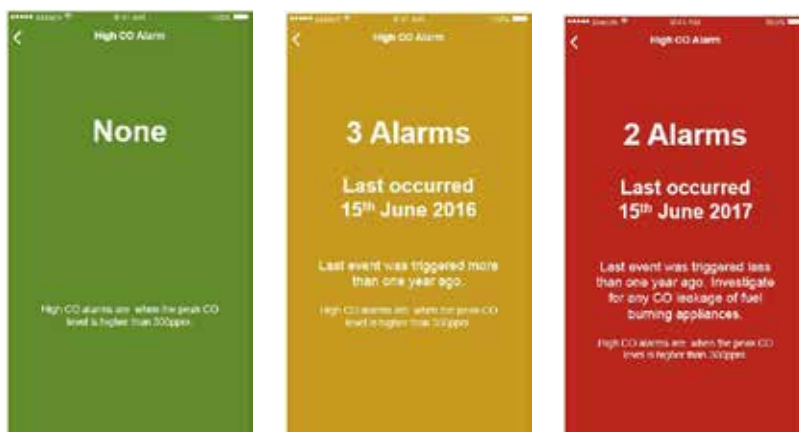 High CO Alarm
None
High CO alarms are when the peak CO
level is higher than 300ppm
High CO Alarm
3 Alarms
Last occurred
15th June 2016
Last event was triggered more
than one year ago.
High CO alarms are when the peak CO
level is higher than 300ppm
High CO Alarm
2 Alarms
Last occurred
15th June 2017
Last event was triggered less
than one year ago. Investigate
for any CO leakage of fuel
burning appliances.
High CO alarms are when the peak CO
level is higher than 300ppm